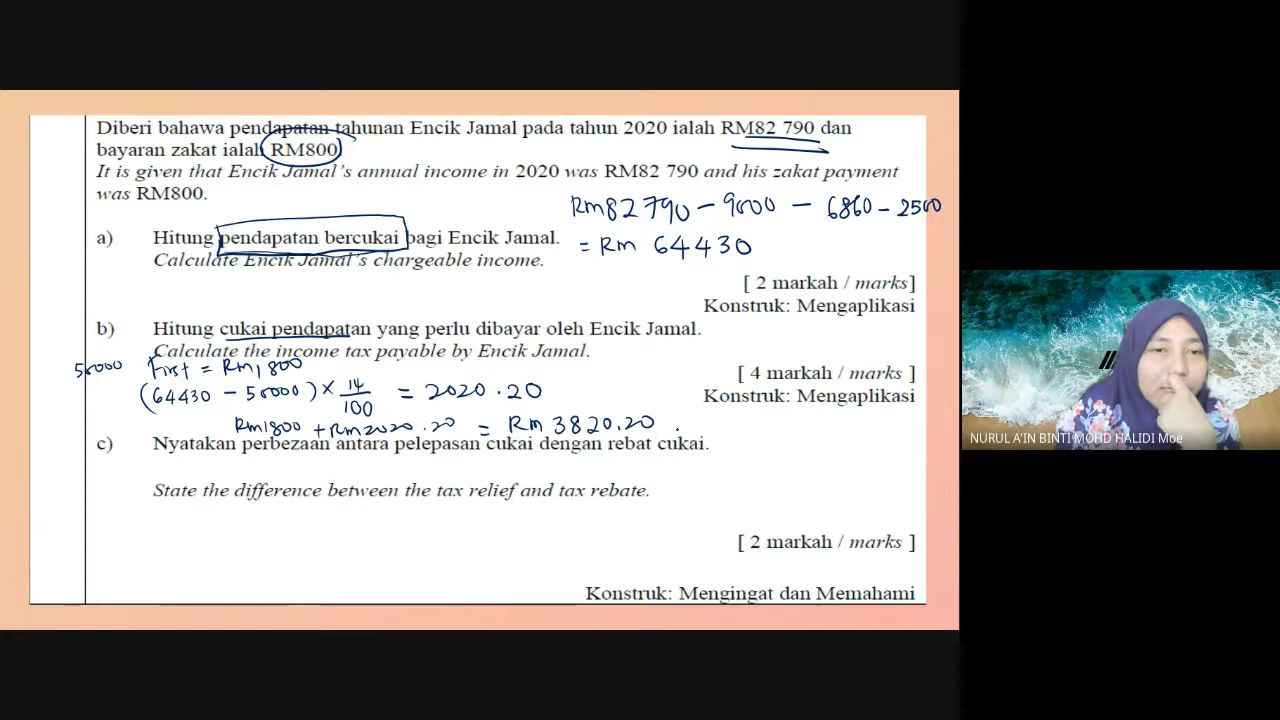 Diberi bahawa pendapatan tahunan Encik Jamal pada tahun 2020 ialah RM82 790 dan
bayaran zakat ialah RM800.
It is given that Encik Jamal's annual income in 2020 was RM82 790 and his zakat payment
was RM800.
RM82 790 - 9000 - 6860 - 2500
a) Hitung pendapatan bercukai bagi Encik Jamal.
= RM 64430
Calculate Encik Jamal's chargeable income.
[ 2 markah / marks]
Konstruk: Mengaplikasi
b) Hitung cukai pendapatan yang perlu dibayar oleh Encik Jamal.
Calculate the income tax payable by Encik Jamal.
50000 First = RM1800
[ 4 markah / marks]
(64430 - 50000) × 14/100 = 2020.20
Konstruk: Mengaplikasi
RM1800 + RM2020.20 = RM3820.20.
c) Nyatakan perbezaan antara pelepasan cukai dengan rebat cukai.
State the difference between the tax relief and tax rebate.
[ 2 markah / marks ]
Konstruk: Mengingat dan Memahami
NURUL A'IN BINTI MOHD HALIDI Moe